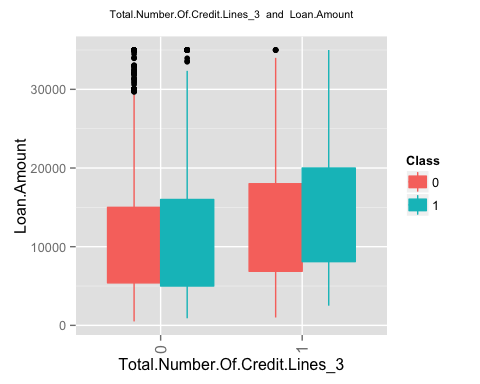 Total.Number.Of.Credit.Lines_3 and Loan.Amount
Loan.Amount
30000
20000
10000
0
0
1
Total.Number.Of.Credit.Lines_3
Class
0
1